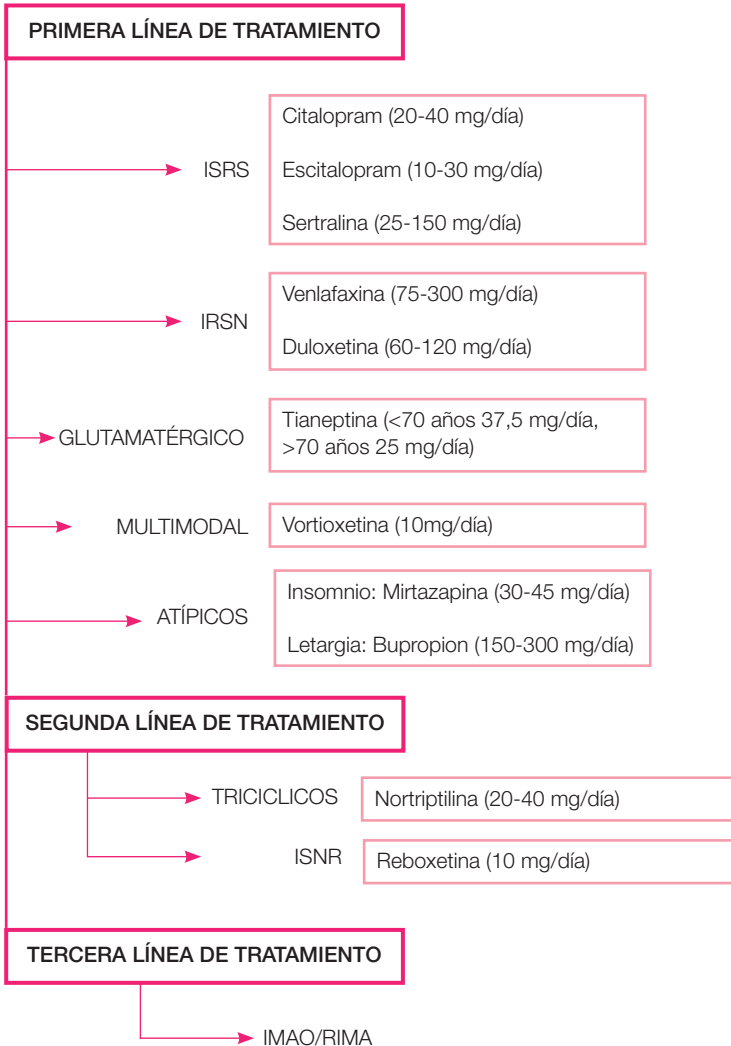 PRIMERA LÍNEA DE TRATAMIENTO
ISRS
Citalopram (20-40 mg/día)
Escitalopram (10-30 mg/día)
Sertralina (25-150 mg/día)
IRSN
Venlafaxina (75-300 mg/día)
Duloxetina (60-120 mg/día)
GLUTAMATÉRGICO
Tianeptina (<70 años 37,5 mg/día,
>70 años 25 mg/día)
MULTIMODAL
Vortioxetina (10mg/día)
ATÍPICOS
Insomnio: Mirtazapina (30-45 mg/día)
Letargia: Bupropion (150-300 mg/día)
SEGUNDA LÍNEA DE TRATAMIENTO
TRICICLICOS
Nortriptilina (20-40 mg/día)
ISNR
Reboxetina (10 mg/día)
TERCERA LÍNEA DE TRATAMIENTO
IMAO/RIMA